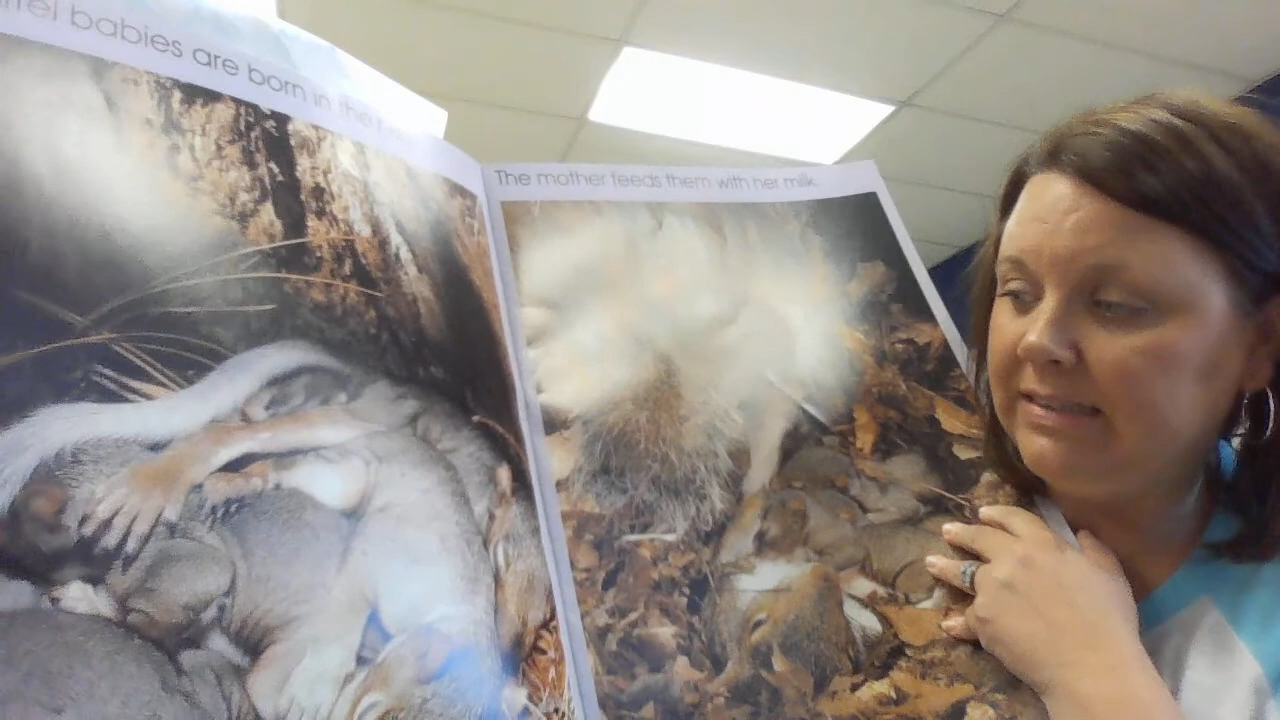 babies are born in the
The mother feeds them with her milk.